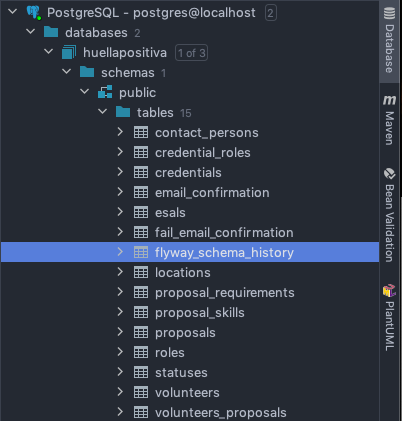 PostgreSQL - postgres@localhost 2
databases 2
huellapositiva 1 of 3
schemas 1
public
tables 15
contact_persons
credential_roles
credentials
email_confirmation
esals
fail_email_confirmation
flyway_schema_history
locations
proposal_requirements
proposal_skills
proposals
roles
statuses
volunteers
volunteers_proposals
Database
m Maven
Bean Validation
PlantUML